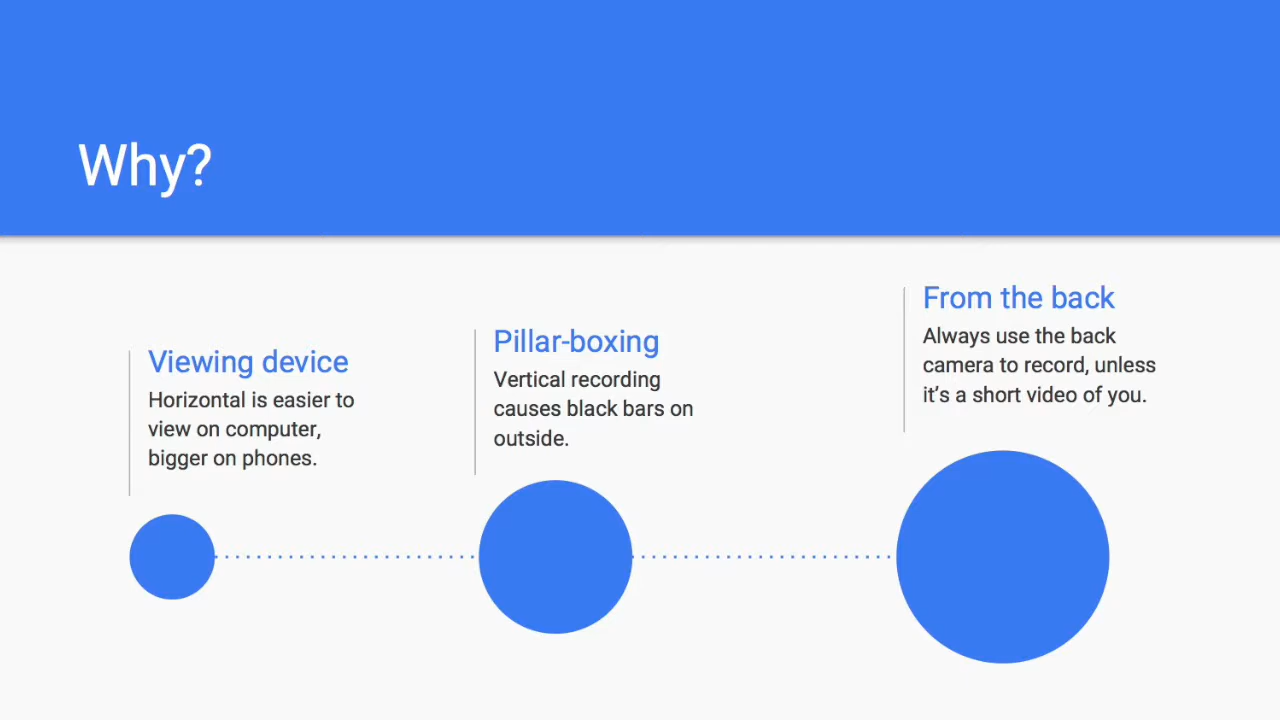 Why?
Viewing device
Horizontal is easier to
view on computer,
bigger on phones.
Pillar-boxing
Vertical recording
causes black bars on
outside.
From the back
Always use the back
camera to record, unless
it’s a short video of you.